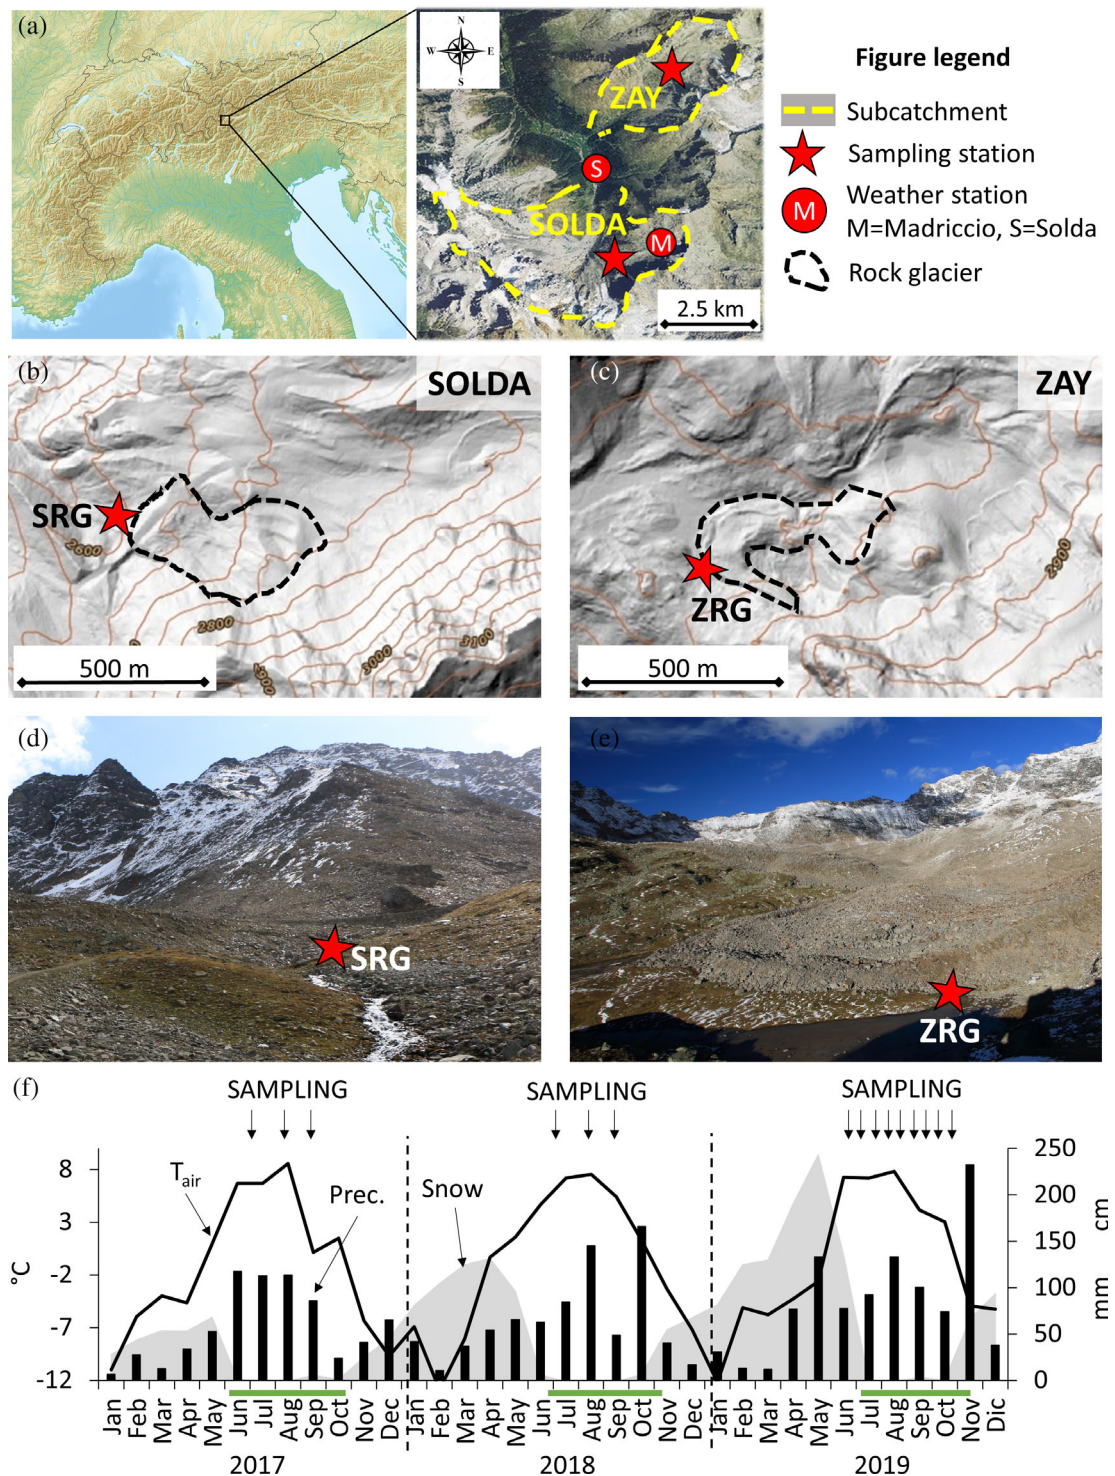 (a)
N
W E
S
ZAY
S
SOLDA
M
2.5 km
Figure legend
Subcatchment
Sampling station
M
Weather station
M=Madriccio, S=Solda
Rock glacier
(b)
SOLDA
SRG
2600
2800
2900
3000
3100
500 m
(c)
ZAY
ZRG
2900
500 m
(d)
SRG
(e)
ZRG
(f)
SAMPLING SAMPLING SAMPLING
Tair
Prec.
Snow
°C
8
3
-2
-7
-12
250
200
150
100
50
0
mm cm
Jan Feb Mar Apr May Jun Jul Aug Sep Oct Nov Dec Jan Feb Mar Apr May Jun Jul Aug Sep Oct Nov Dec Jan Feb Mar Apr May Jun Jul Aug Sep Oct Nov Dic
2017 2018 2019